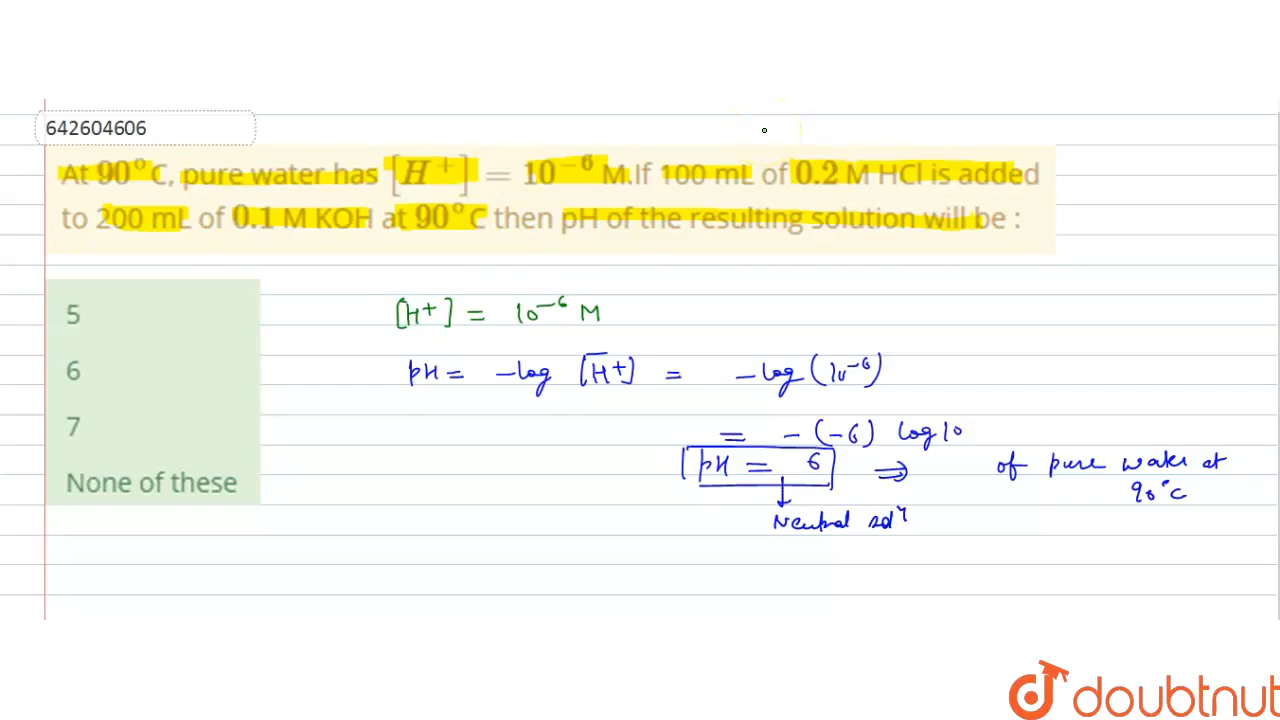 642604606
At 90°C, pure water has [H⁺] = 10⁻⁶ M.If 100 mL of 0.2 M HCl is added
to 200 mL of 0.1 M KOH at 90°C then pH of the resulting solution will be :
5
6
7
None of these
[H⁺] = 10⁻⁶ M
pH = -log [H⁺] = -log(10⁻⁶)
= -(-6) log10
pH = 6 ⇒ of pure water at
90°C
↓
Neutral solⁿ
doubtnut